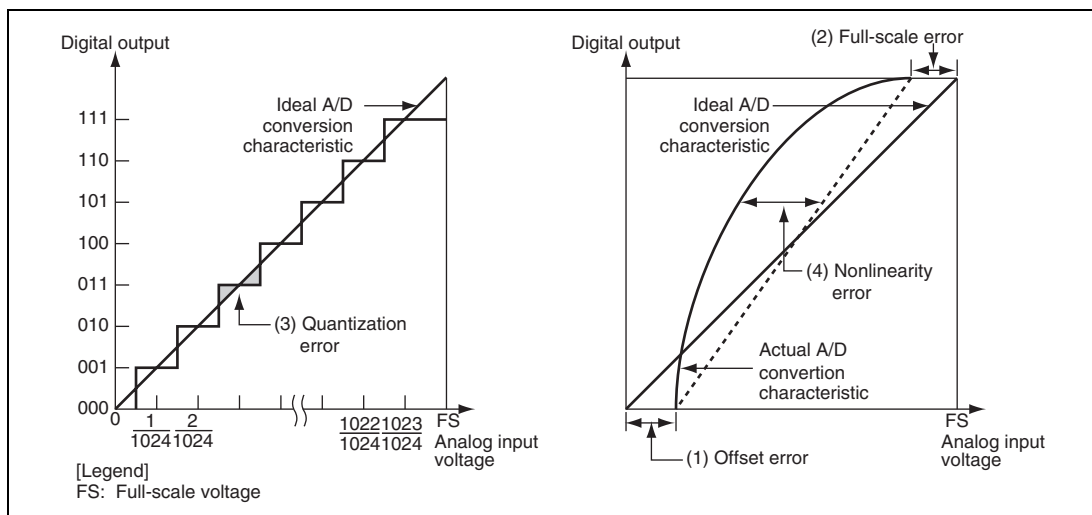 Digital output
111
110
101
100
011
010
001
000
Ideal A/D
conversion
characteristic
(3) Quantization
error
0
1
1024
2
1024
1022
1024
1023
1024
FS
Analog input
voltage
[Legend]
FS: Full-scale voltage
Digital output
(2) Full-scale error
Ideal A/D
conversion
characteristic
(4) Nonlinearity
error
Actual A/D
convertion
characteristic
FS
Analog input
voltage
(1) Offset error